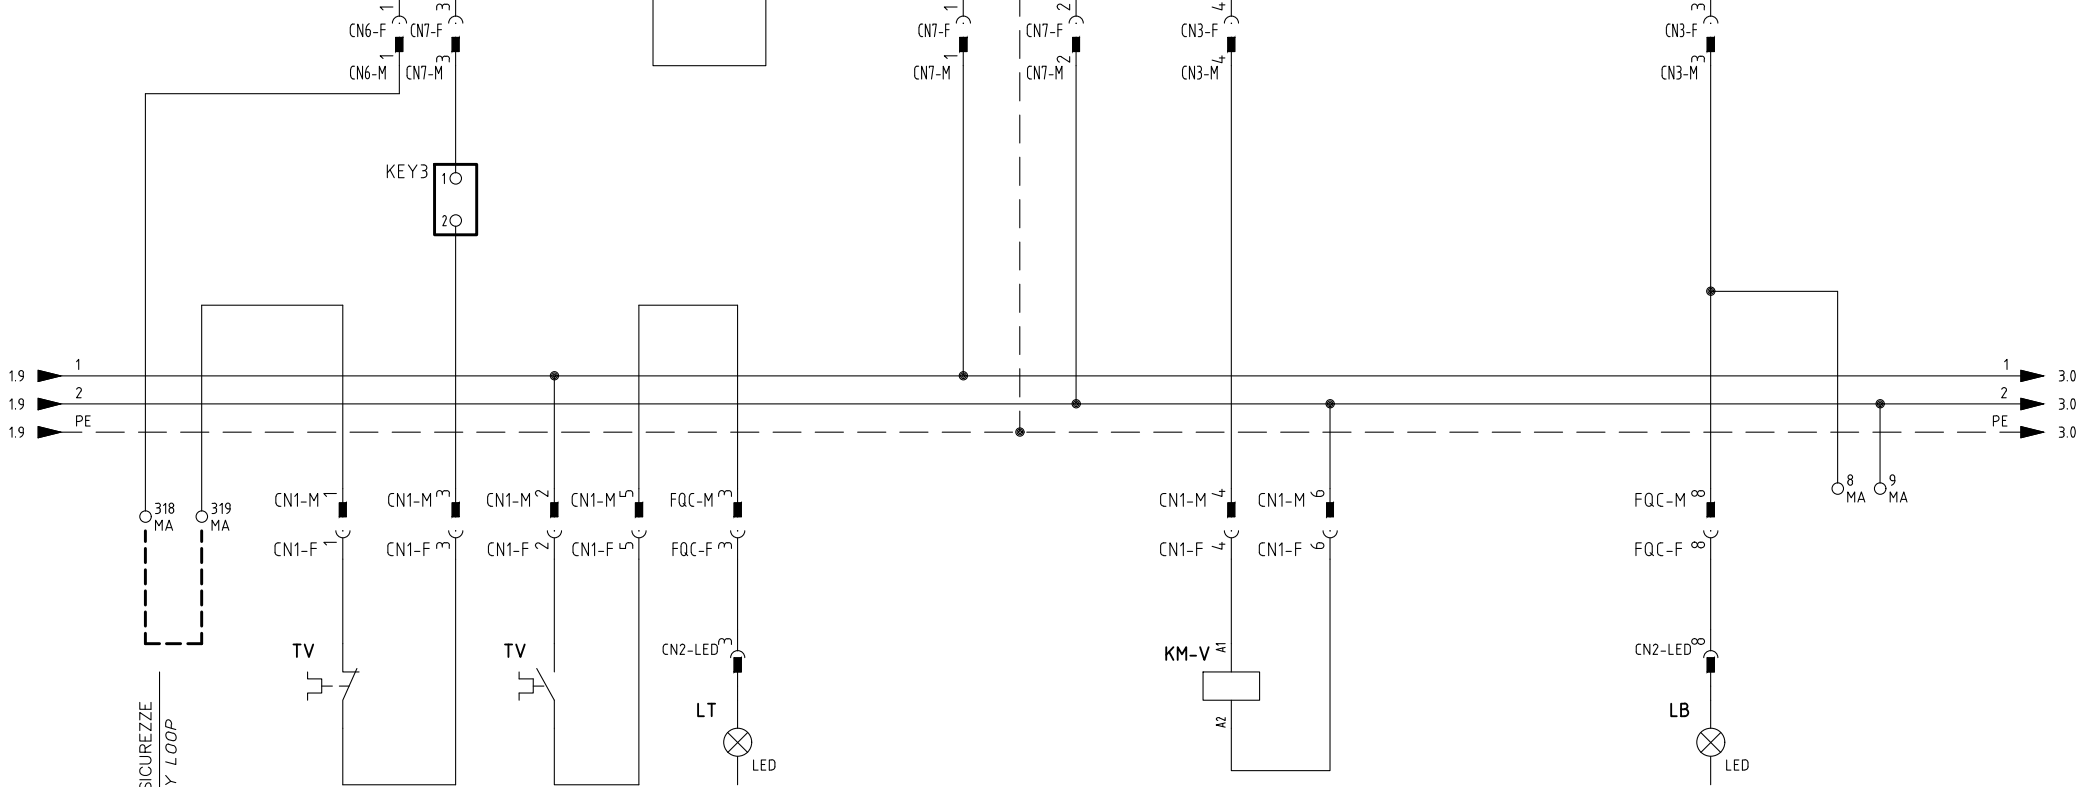 1 3 1 2 4 3
CN6-F CN7-F CN7-F CN7-F CN3-F CN3-F
1 3 1 2 4 3
CN6-M CN7-M CN7-M CN7-M CN3-M CN3-M
KEY3 1
2
1.9 1 1 3.0
1.9 2 2 3.0
1.9 PE PE 3.0
318 MA
319 MA
8 MA
9 MA
CN1-M 1 CN1-M 3 CN1-M 2 CN1-M 5 FQC-M 3 CN1-M 4 CN1-M 6 FQC-M 8
CN1-F 1 CN1-F 3 CN1-F 2 CN1-F 5 FQC-F 3 CN1-F 4 CN1-F 6 FQC-F 8
TV TV CN2-LED 3 KM-V A1 CN2-LED 8
LT A2 LB
LED LED
SICUREZZE
Y LOOP